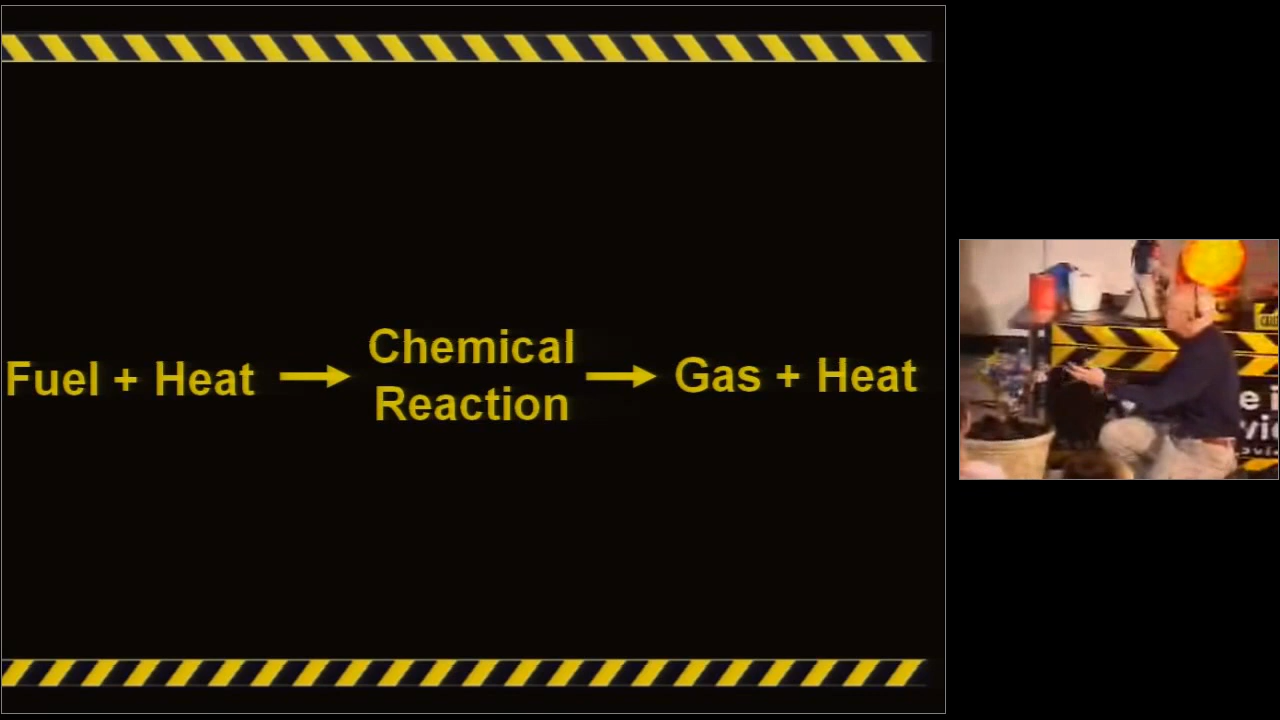 Fuel + Heat → Chemical Reaction → Gas + Heat
e i